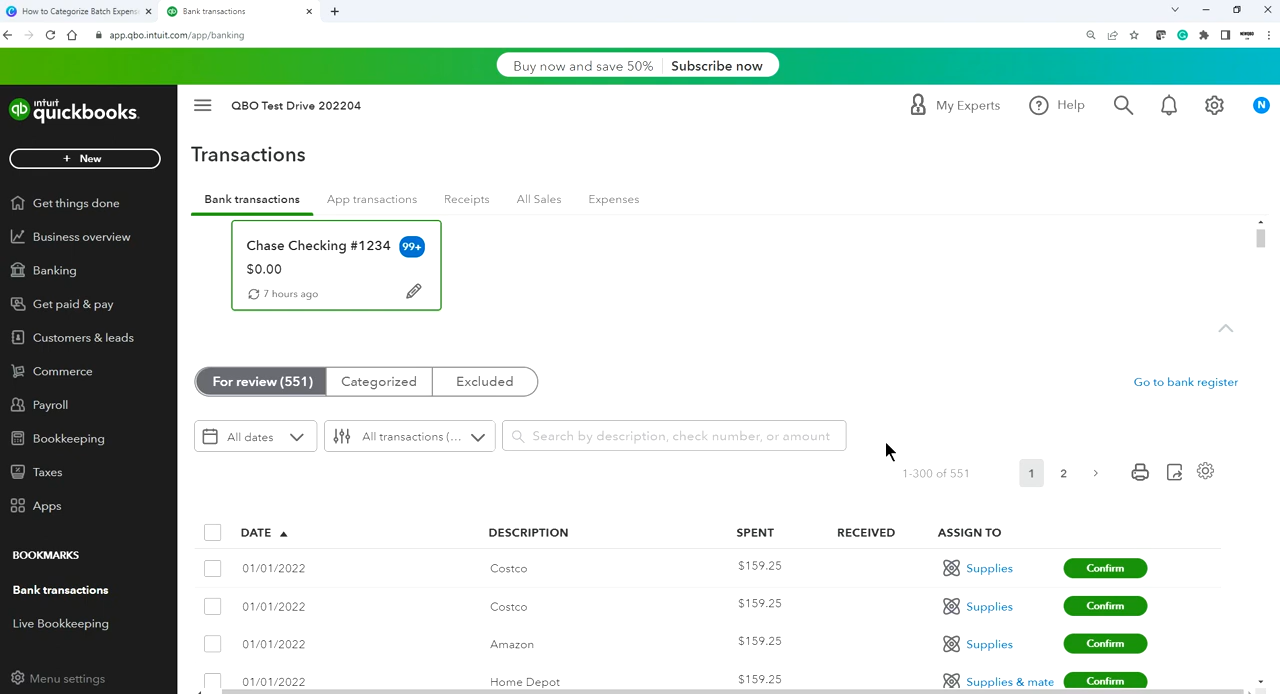 How to Categorize Batch Expens
Bank transactions
app.qbo.intuit.com/app/banking
Buy now and save 50% Subscribe now
qb intuit quickbooks.
QBO Test Drive 202204
My Experts
Help
N
+ New
Transactions
Bank transactions
App transactions
Receipts
All Sales
Expenses
Get things done
Business overview
Banking
Get paid & pay
Customers & leads
Commerce
Payroll
Bookkeeping
Taxes
Apps
BOOKMARKS
Bank transactions
Live Bookkeeping
Menu settings
Chase Checking #1234 99+
$0.00
7 hours ago
For review (551) Categorized Excluded
Go to bank register
All dates
All transactions (...
Search by description, check number, or amount
1-300 of 551 1 2 >
DATE DESCRIPTION SPENT RECEIVED ASSIGN TO
01/01/2022 Costco $159.25 Supplies Confirm
01/01/2022 Costco $159.25 Supplies Confirm
01/01/2022 Amazon $159.25 Supplies Confirm
01/01/2022 Home Depot $159.25 Supplies & mate Confirm